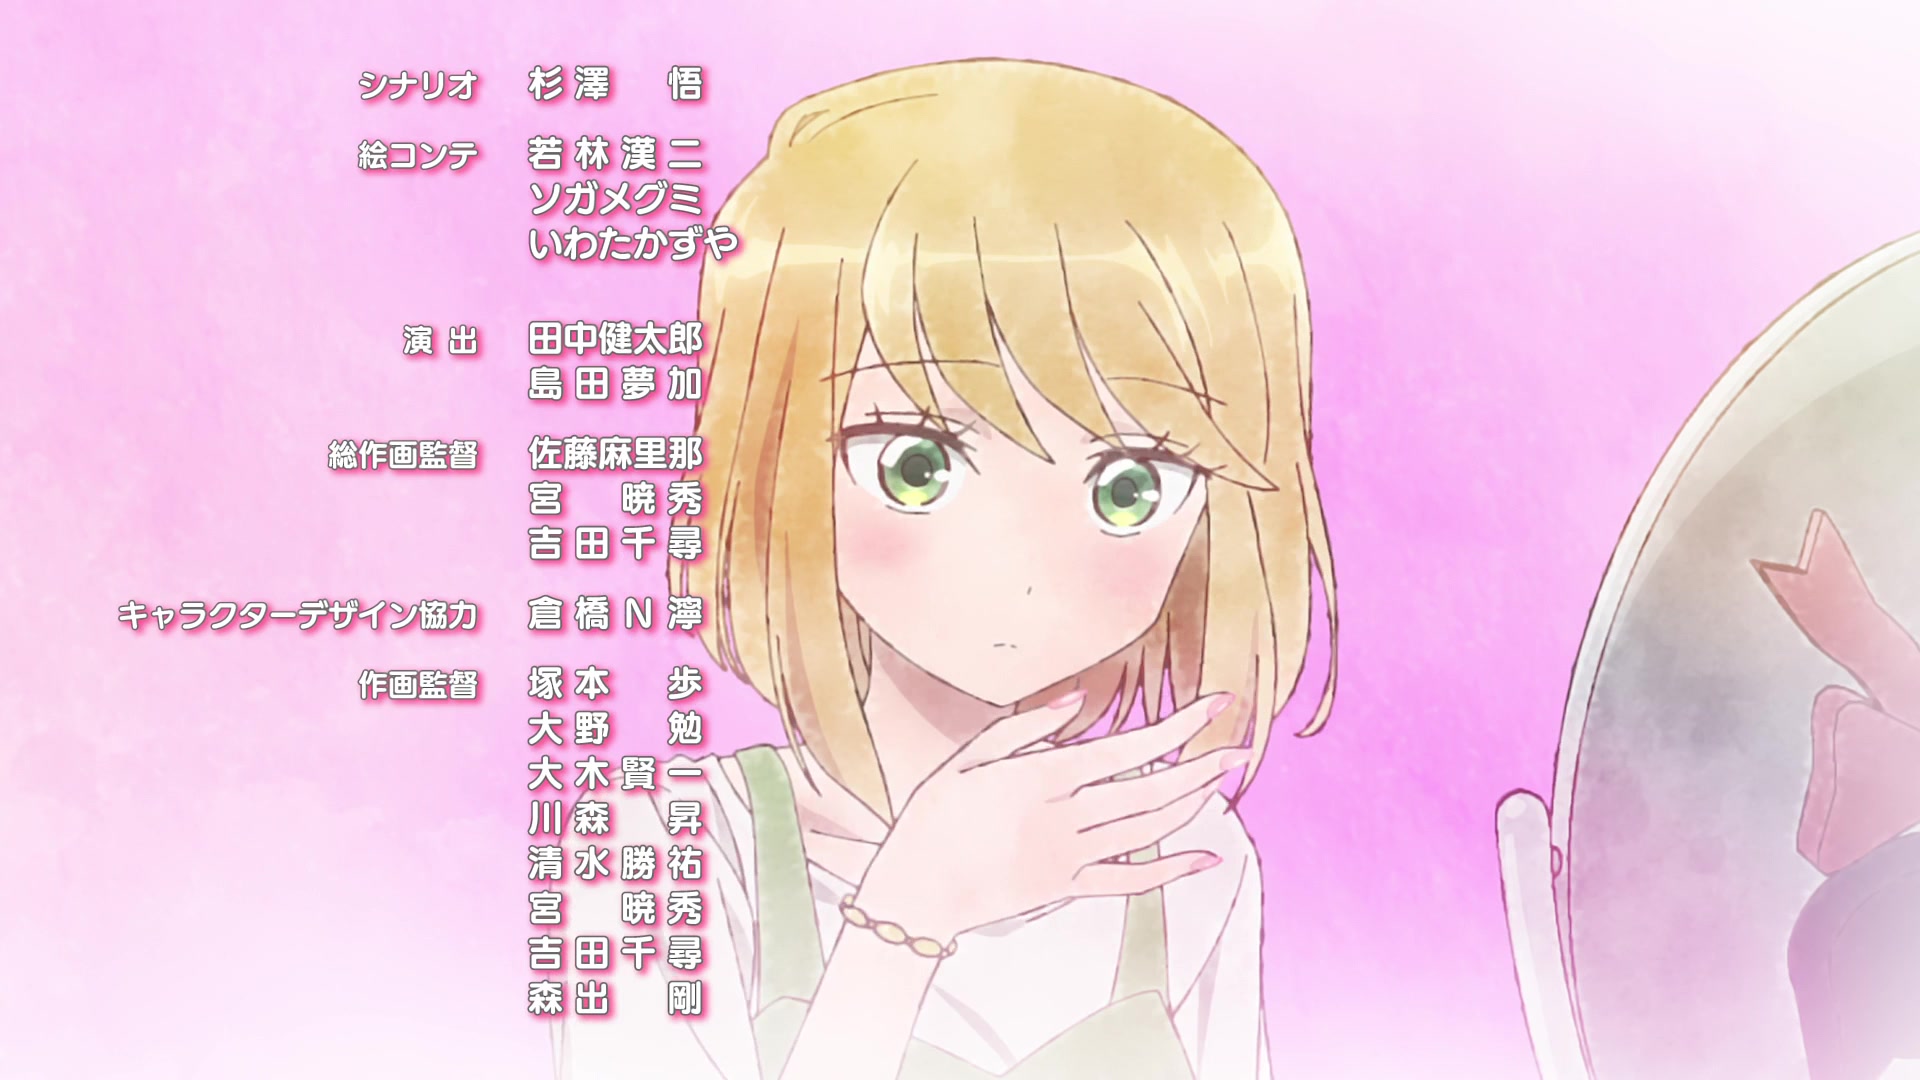 シナリオ 杉澤 悟
絵コンテ 若林漢二
ソガメグミ
いわたかずや
演出 田中健太郎
島田夢加
総作画監督 佐藤麻里那
宮 暁秀
吉田千尋
キャラクターデザイン協力 倉橋N濘
作画監督 塚本 歩
大野 勉
大木賢一
川森 昇
清水勝祐
宮 暁秀
吉田千尋
森出 剛